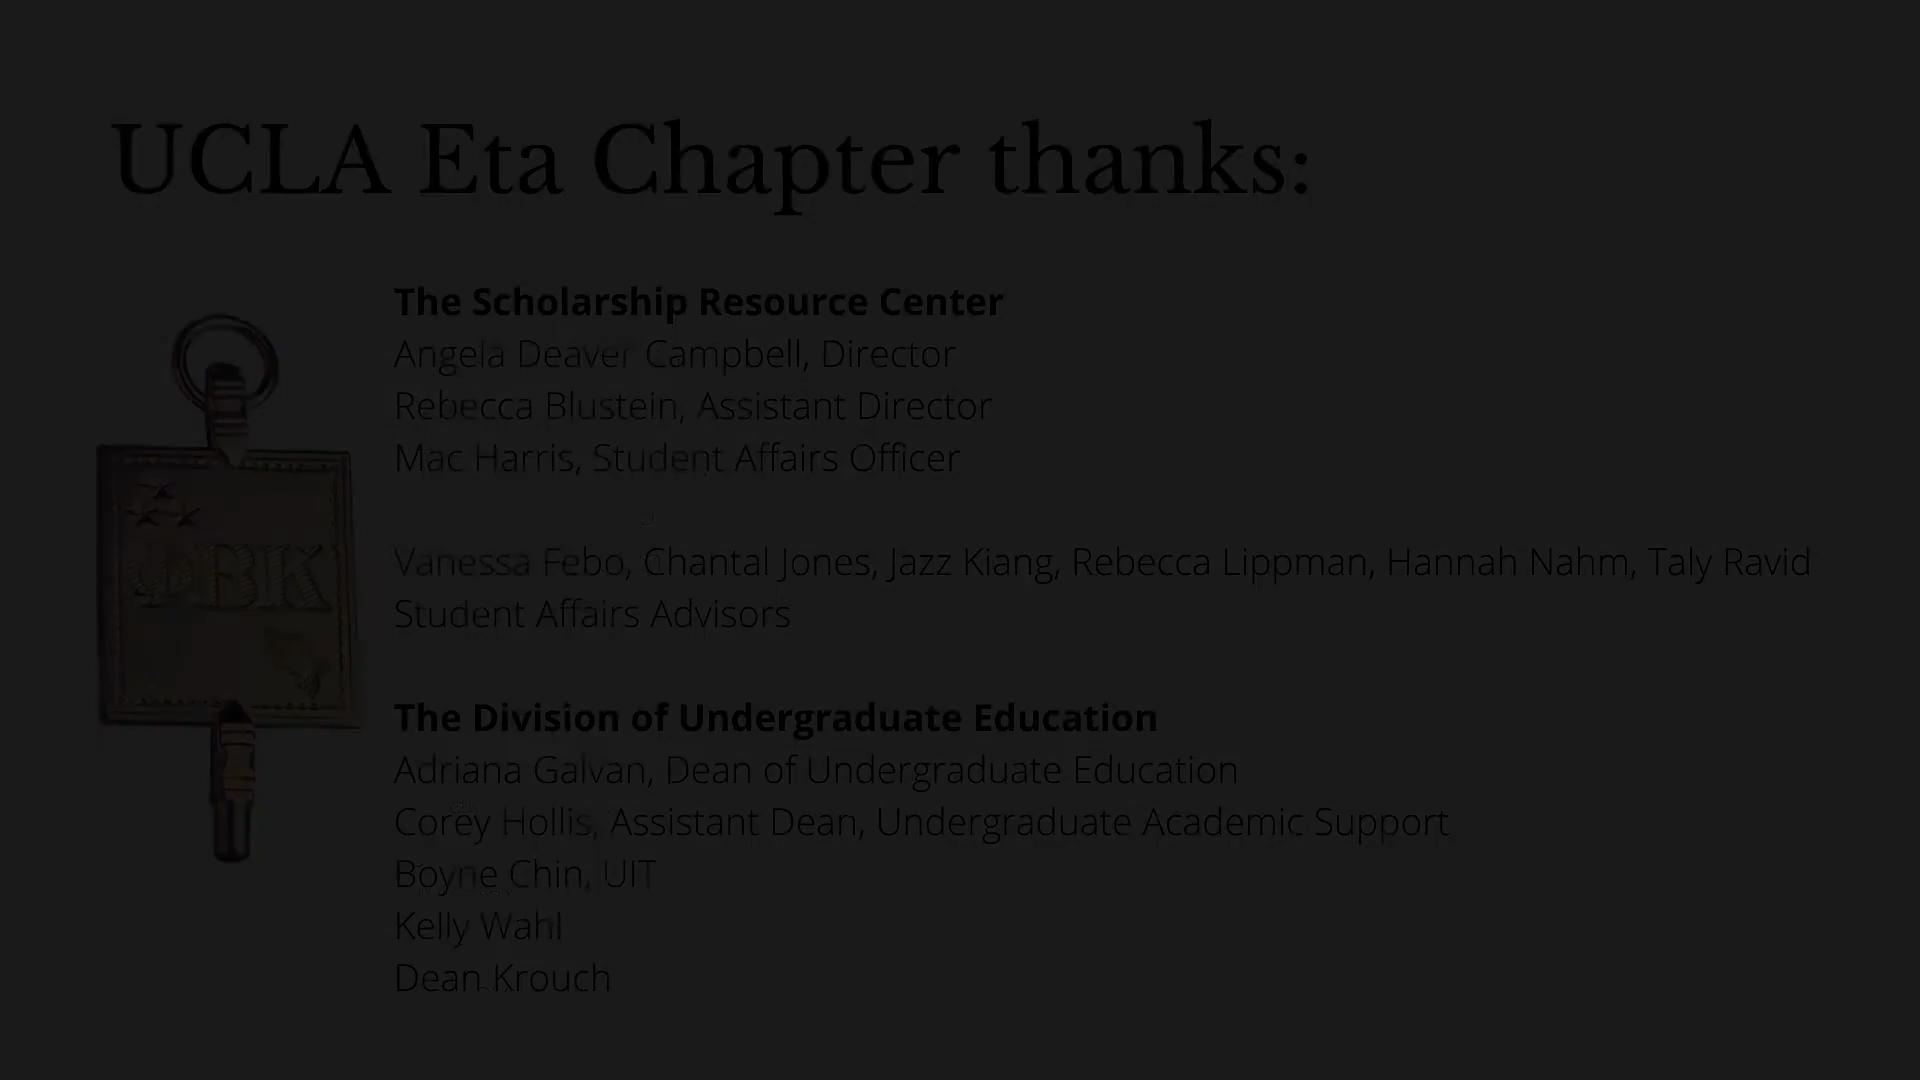 UCLA Eta Chapter thanks:
The Scholarship Resource Center
Angela Deaver Campbell, Director
Rebecca Blustein, Assistant Director
Mac Harris, Student Affairs Officer
Vanessa Febo, Chantal Jones, Jazz Kiang, Rebecca Lippman, Hannah Nahm, Taly Ravid
Student Affairs Advisors
ΦΒΚ
The Division of Undergraduate Education
Adriana Galvan, Dean of Undergraduate Education
Corey Hollis, Assistant Dean, Undergraduate Academic Support
Boyne Chin, UIT
Kelly Wahl
Dean Krouch